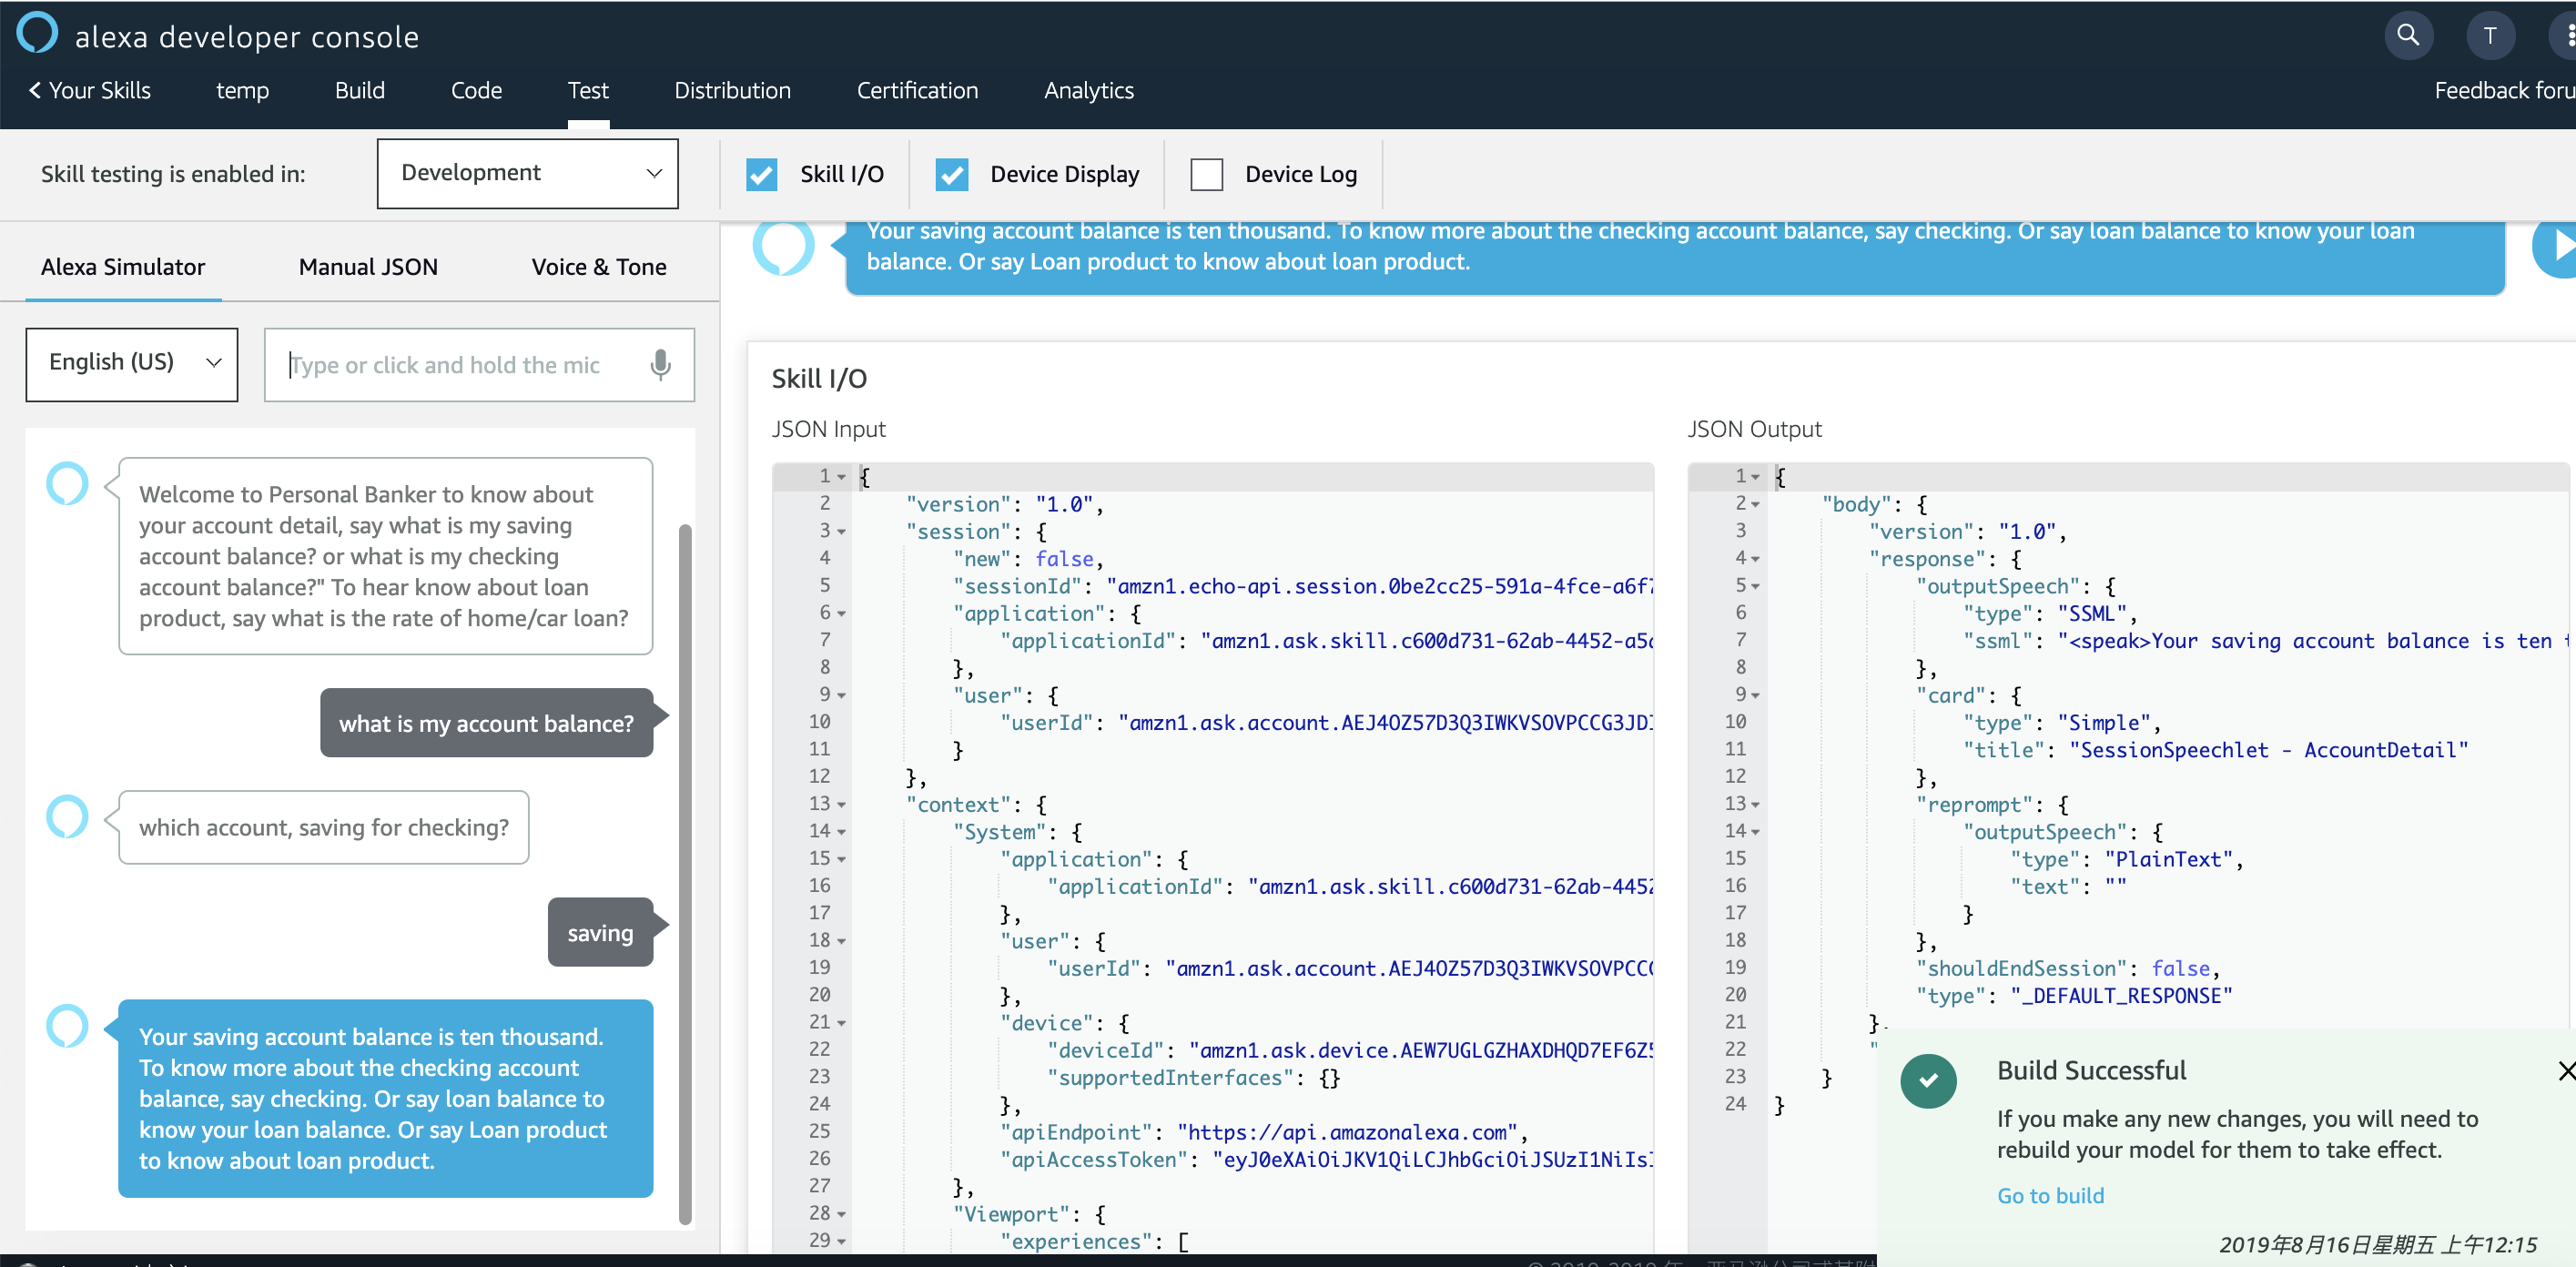 alexa developer console
T
Your Skills temp Build Code Test Distribution Certification Analytics Feedback foru
Skill testing is enabled in: Development Skill I/O Device Display Device Log
Alexa Simulator Manual JSON Voice & Tone
English (US) Type or click and hold the mic
Welcome to Personal Banker to know about
your account detail, say what is my saving
account balance? or what is my checking
account balance?" To hear know about loan
product, say what is the rate of home/car loan?
what is my account balance?
which account, saving for checking?
saving
Your saving account balance is ten thousand.
To know more about the checking account
balance, say checking. Or say loan balance to
know your loan balance. Or say Loan product
to know about loan product.
Your saving account balance is ten thousand. To know more about the checking account balance, say checking. Or say loan balance to know your loan
balance. Or say Loan product to know about loan product.
Skill I/O
JSON Input
1 {
2 "version": "1.0",
3 "session": {
4 "new": false,
5 "sessionId": "amzn1.echo-api.session.0be2cc25-591a-4fce-a6f7
6 "application": {
7 "applicationId": "amzn1.ask.skill.c600d731-62ab-4452-a5
8 },
9 "user": {
10 "userId": "amzn1.ask.account.AEJ4OZ57D3Q3IWKVSOVPCCG3JD
11 }
12 },
13 "context": {
14 "System": {
15 "application": {
16 "applicationId": "amzn1.ask.skill.c600d731-62ab-4452
17 },
18 "user": {
19 "userId": "amzn1.ask.account.AEJ4OZ57D3Q3IWKVSOVPCC
20 },
21 "device": {
22 "deviceId": "amzn1.ask.device.AEW7UGLGZHAXDHQD7EF6Z
23 "supportedInterfaces": {}
24 },
25 "apiEndpoint": "https://api.amazonalexa.com",
26 "apiAccessToken": "eyJ0eXAiOiJKV1QiLCJhbGciOiJSUzI1NiIs
27 },
28 "Viewport": {
29 "experiences": [
JSON Output
1 {
2 "body": {
3 "version": "1.0",
4 "response": {
5 "outputSpeech": {
6 "type": "SSML",
7 "ssml": "<speak>Your saving account balance is ten t
8 },
9 "card": {
10 "type": "Simple",
11 "title": "SessionSpeechlet - AccountDetail"
12 },
13 "reprompt": {
14 "outputSpeech": {
15 "type": "PlainText",
16 "text": ""
17 }
18 },
19 "shouldEndSession": false,
20 "type": "_DEFAULT_RESPONSE"
21 },
22 "
23 }
24 }
Build Successful
If you make any new changes, you will need to
rebuild your model for them to take effect.
Go to build
2019年8月16日星期五 上午12:15